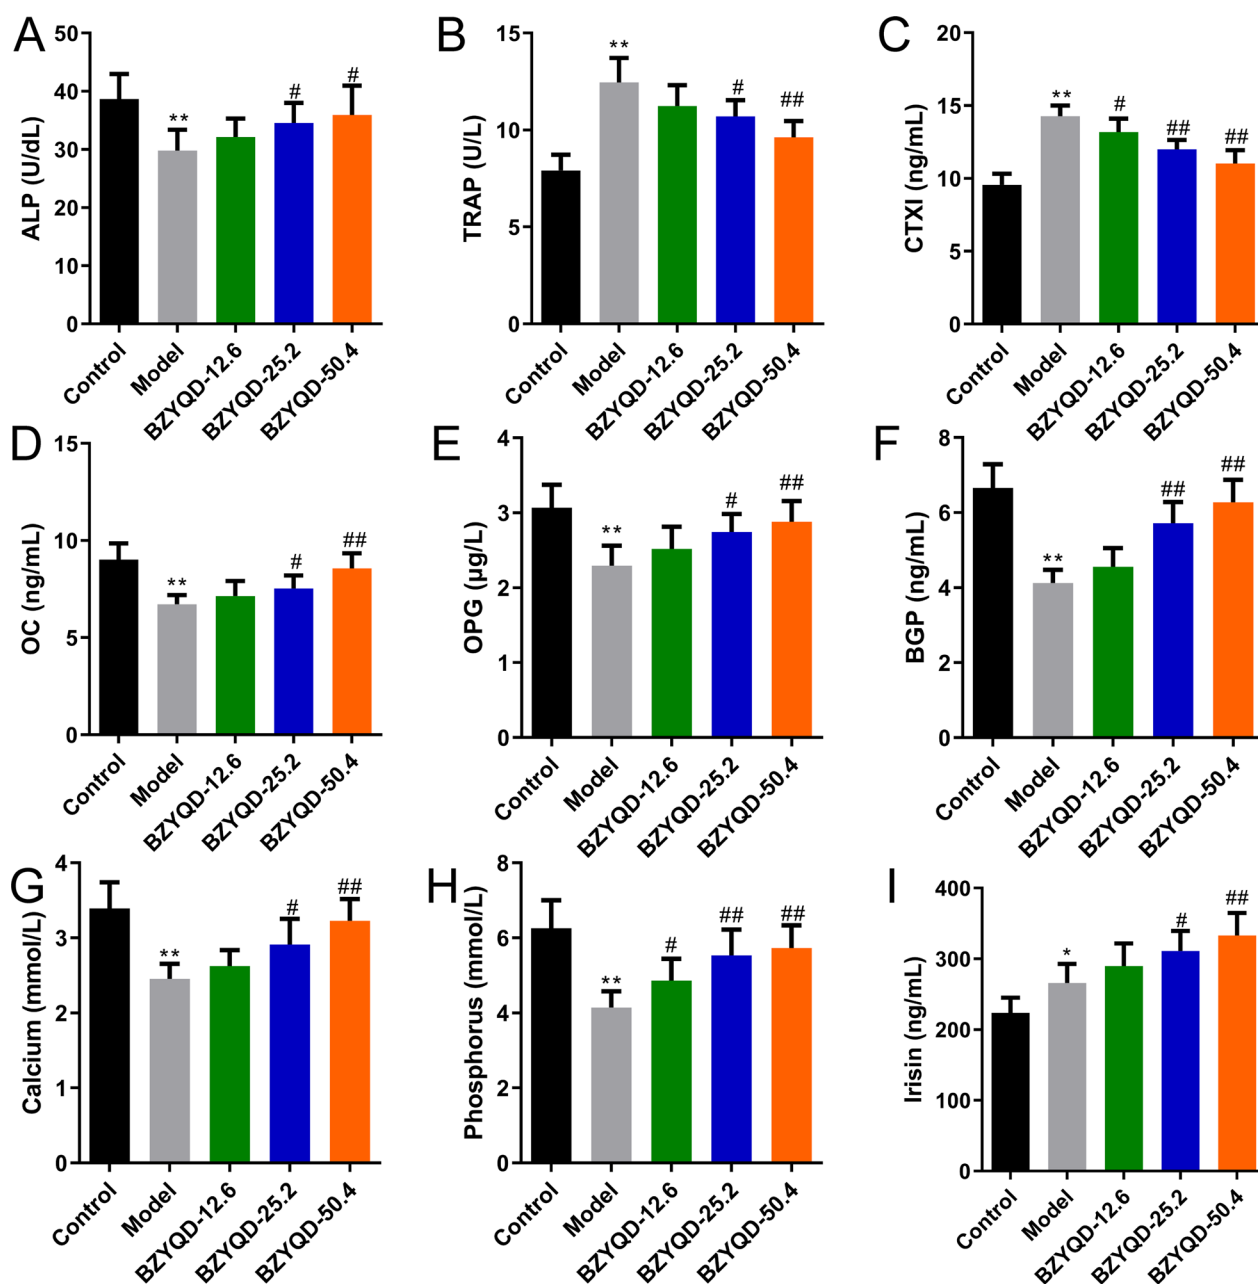 A
ALP (U/dL)
50
40
30
20
10
0
**
#
#
Control
Model
BZYQD-12.6
BZYQD-25.2
BZYQD-50.4
B
TRAP (U/L)
15
10
5
0
**
#
##
Control
Model
BZYQD-12.6
BZYQD-25.2
BZYQD-50.4
C
CTXI (ng/mL)
20
15
10
5
0
**
#
##
##
Control
Model
BZYQD-12.6
BZYQD-25.2
BZYQD-50.4
D
OC (ng/mL)
15
10
5
0
**
#
##
Control
Model
BZYQD-12.6
BZYQD-25.2
BZYQD-50.4
E
OPG (μg/L)
4
3
2
1
0
**
#
##
Control
Model
BZYQD-12.6
BZYQD-25.2
BZYQD-50.4
F
BGP (ng/mL)
8
6
4
2
0
**
##
##
Control
Model
BZYQD-12.6
BZYQD-25.2
BZYQD-50.4
G
Calcium (mmol/L)
4
3
2
1
0
**
#
##
Control
Model
BZYQD-12.6
BZYQD-25.2
BZYQD-50.4
H
Phosphorus (mmol/L)
8
6
4
2
0
**
#
##
##
Control
Model
BZYQD-12.6
BZYQD-25.2
BZYQD-50.4
I
Irisin (ng/mL)
400
300
200
100
0
*
#
##
Control
Model
BZYQD-12.6
BZYQD-25.2
BZYQD-50.4